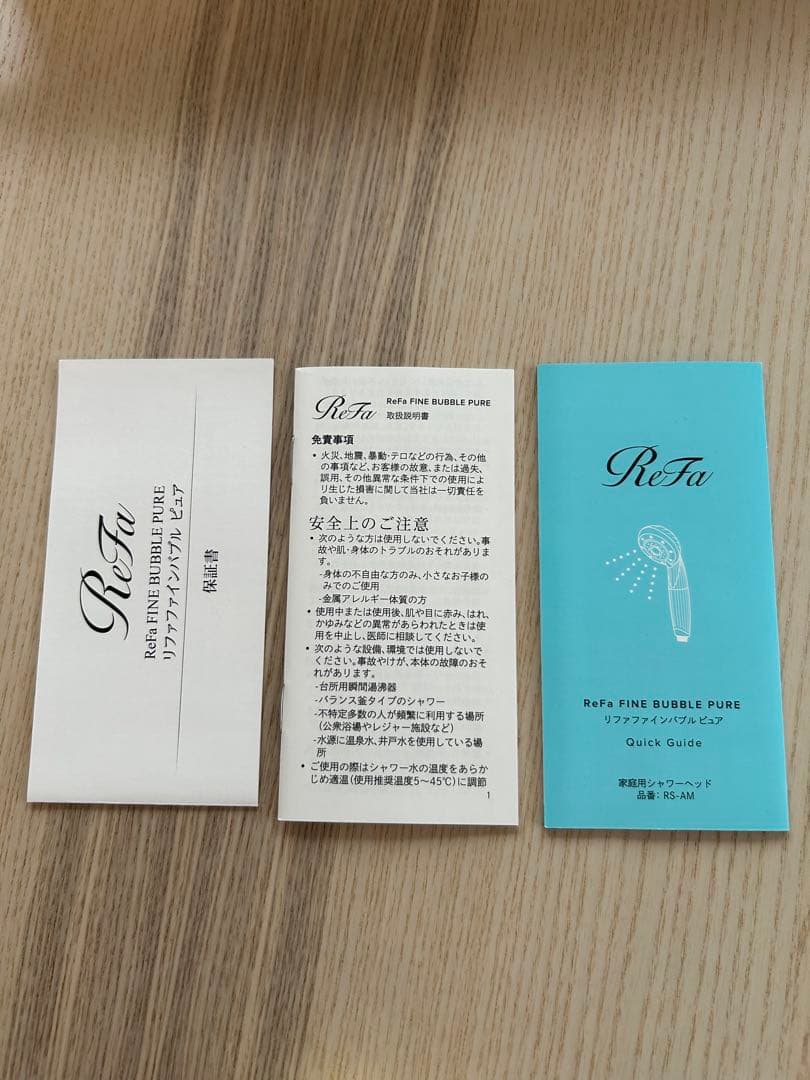 ReFa
ReFa FINE BUBBLE PURE
リファファインバブル ピュア
保証書
ReFa
ReFa FINE BUBBLE PURE
取扱説明書
免責事項
• 火災、地震、暴動・テロなどの行為、その他
の事項など、お客様の故意、または過失、
誤用、その他異常な条件下での使用によ
り生じた損害に関して当社は一切責任を
負いません。
安全上のご注意
• 次のような方は使用しないでください。事
故や肌・身体のトラブルのおそれがありま
す。
-身体の不自由な方のみ、小さなお子様の
みでのご使用
-金属アレルギー体質の方
• 使用中または使用後、肌や目に赤み、はれ、
かゆみなどの異常があらわれたときは使
用を中止し、医師に相談してください。
• 次のような設備、環境では使用しないで
ください。事故やけが、本体の故障のおそ
れがあります。
-台所用瞬間湯沸器
-バランス釜タイプのシャワー
-不特定多数の人が頻繁に利用する場所
（公衆浴場やレジャー施設など）
-水源に温泉水、井戸水を使用している場
所
• ご使用の際はシャワー水の温度をあらか
じめ適温（使用推奨温度5～45℃）に調節
1
ReFa
ReFa FINE BUBBLE PURE
リファファインバブル ピュア
Quick Guide
家庭用シャワーヘッド
品番：RS-AM